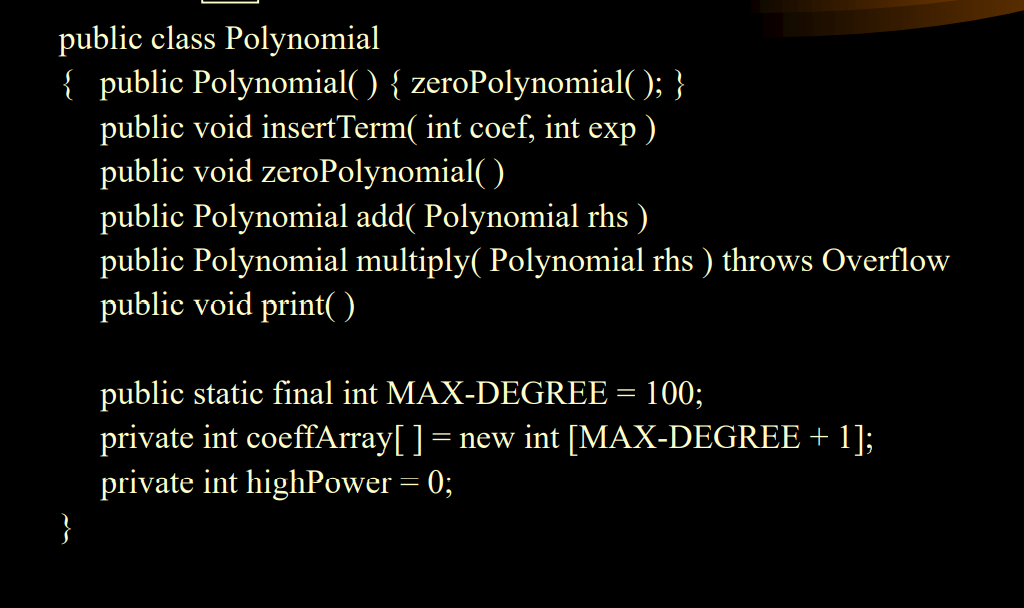 public class Polynomial
{ public Polynomial( ) { zeroPolynomial( ); }
public void insertTerm( int coef, int exp )
public void zeroPolynomial( )
public Polynomial add( Polynomial rhs )
public Polynomial multiply( Polynomial rhs ) throws Overflow
public void print( )
public static final int MAX-DEGREE = 100;
private int coeffArray[ ] = new int [MAX-DEGREE + 1];
private int highPower = 0;
}